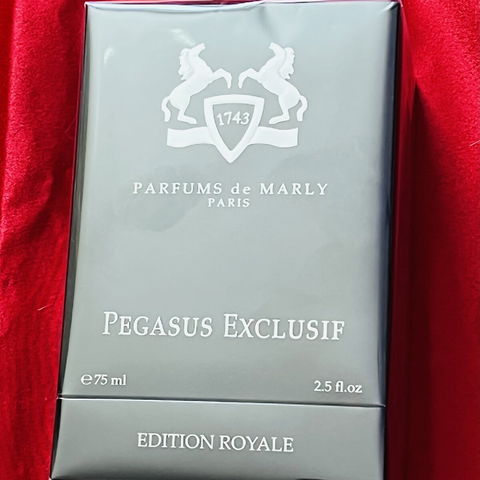 1743
PARFUMS de MARLY
PARIS
PEGASUS EXCLUSIF
℮75 ml 2.5 fl.oz
EDITION ROYALE